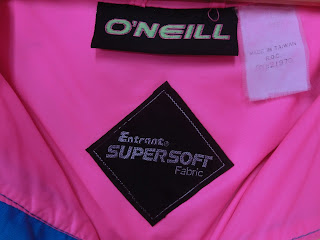 O'NEILL
MADE IN TAIWAN
Entrant
SUPERSOFT
Fabric